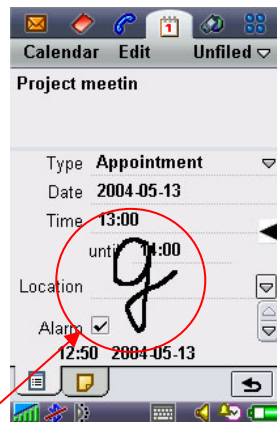 Calendar Edit Unfiled
Project meetin
Type Appointment
Date 2004-05-13
Time 13:00
until 14:00
Location
g
Alarm
12:50 2004-05-13